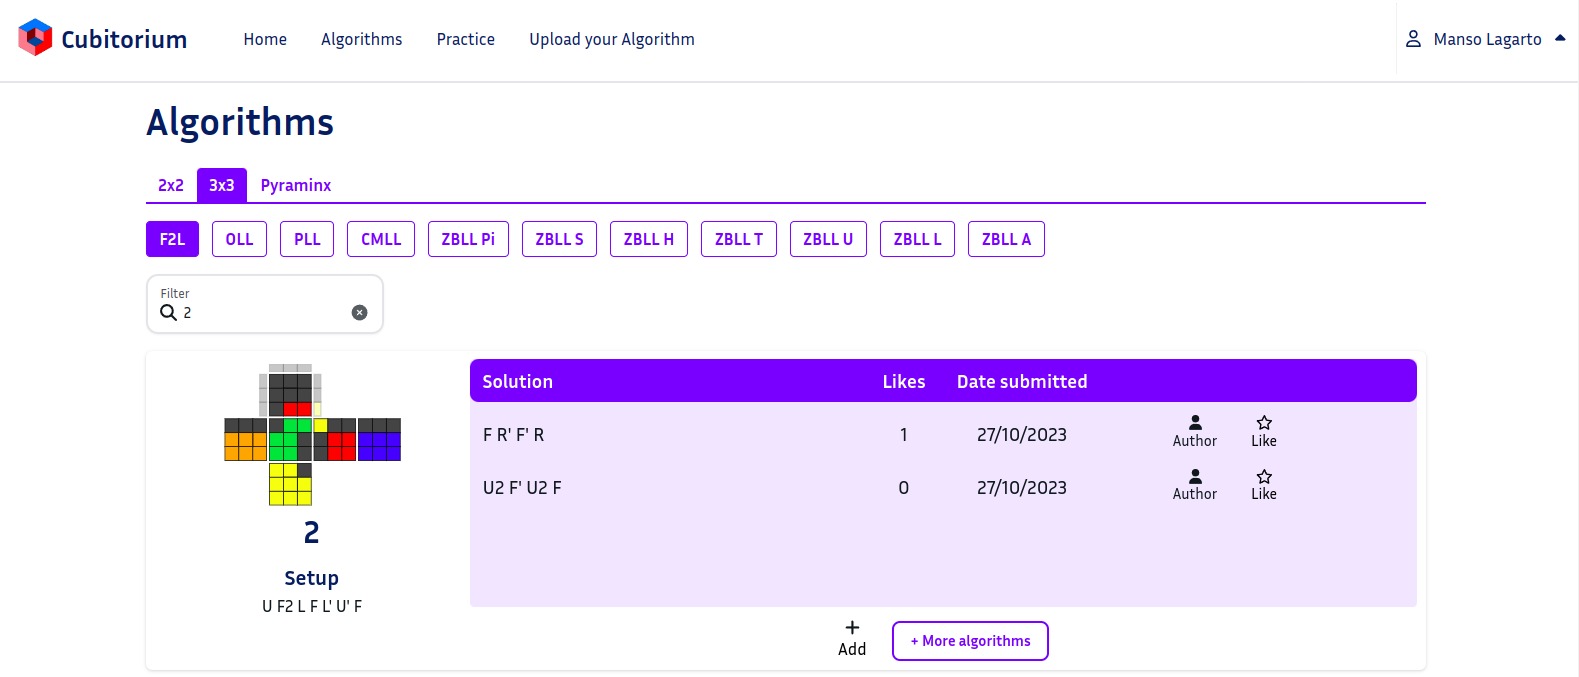 Cubitorium Home Algorithms Practice Upload your Algorithm Manso Lagarto
Algorithms
2x2 3x3 Pyraminx
F2L OLL PLL CMLL ZBLL Pi ZBLL S ZBLL H ZBLL T ZBLL U ZBLL L ZBLL A
Filter
2
Solution Likes Date submitted
F R' F' R 1 27/10/2023 Author Like
U2 F' U2 F 0 27/10/2023 Author Like
2
Setup
U F2 L F L' U' F
+ Add
+ More algorithms